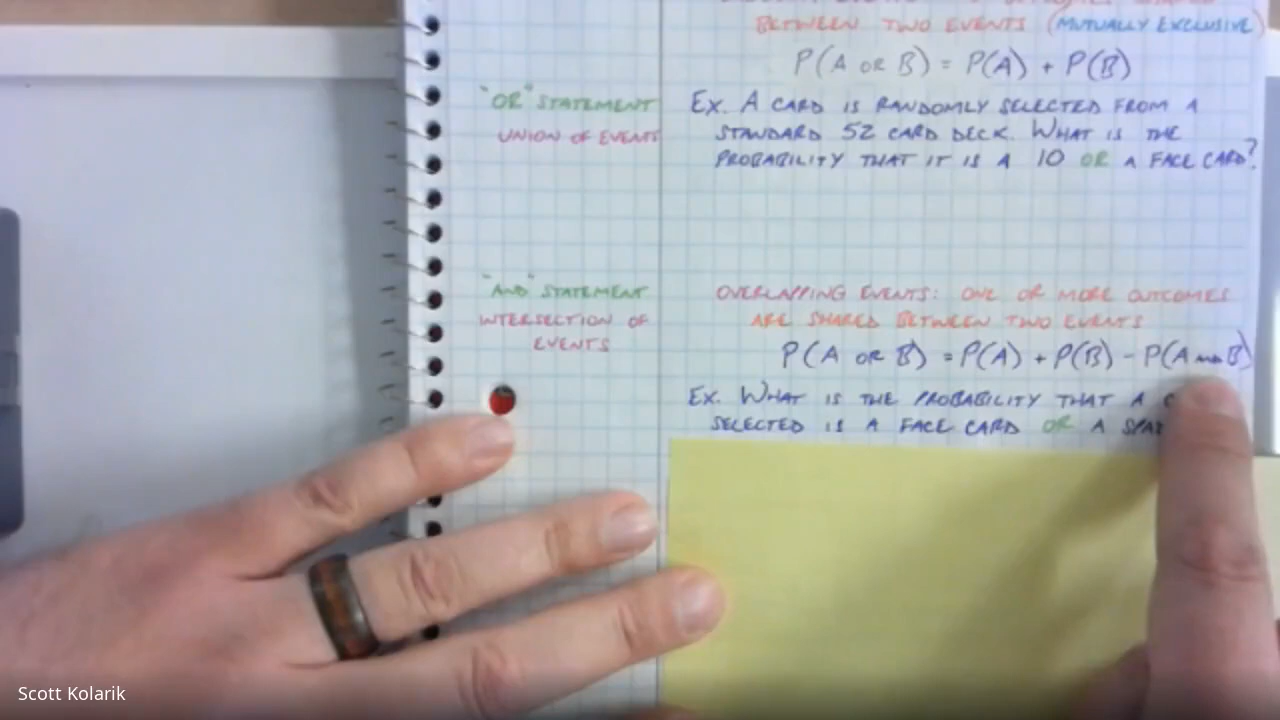 BETWEEN TWO EVENTS (MUTUALLY EXCLUSIVE)
P(A OR B) = P(A) + P(B)
"OR" STATEMENT
UNION OF EVENTS
EX. A CARD IS RANDOMLY SELECTED FROM A
STANDARD 52 CARD DECK. WHAT IS THE
PROBABILITY THAT IT IS A 10 OR A FACE CARD?
"AND" STATEMENT
INTERSECTION OF
EVENTS
OVERLAPPING EVENTS: ONE OR MORE OUTCOMES
ARE SHARED BETWEEN TWO EVENTS
P(A OR B) = P(A) + P(B) - P(A AND B)
EX. WHAT IS THE PROBABILITY THAT A
SELECTED IS A FACE CARD OR A
Scott Kolarik